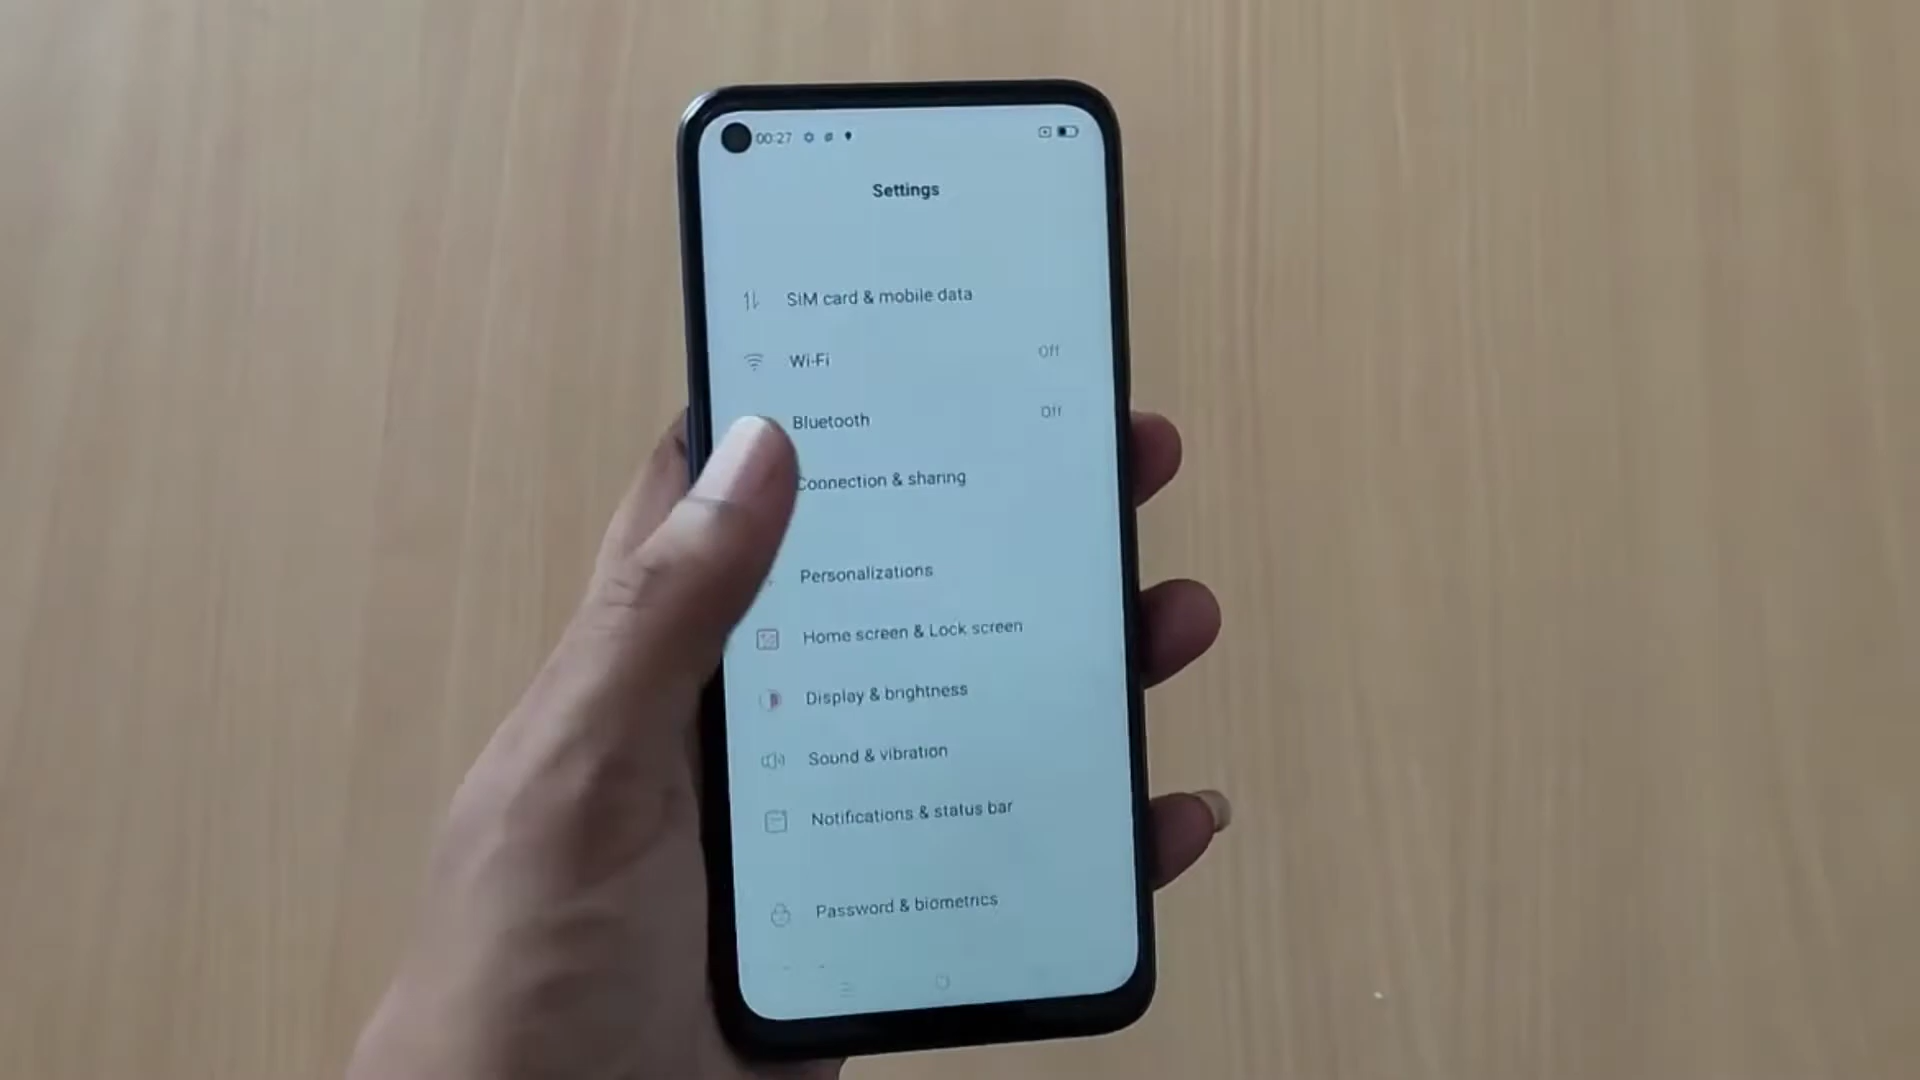 00:27
Settings
SIM card & mobile data
Wi-Fi
Off
Bluetooth
Off
Connection & sharing
Personalizations
Home screen & Lock screen
Display & brightness
Sound & vibration
Notifications & status bar
Password & biometrics